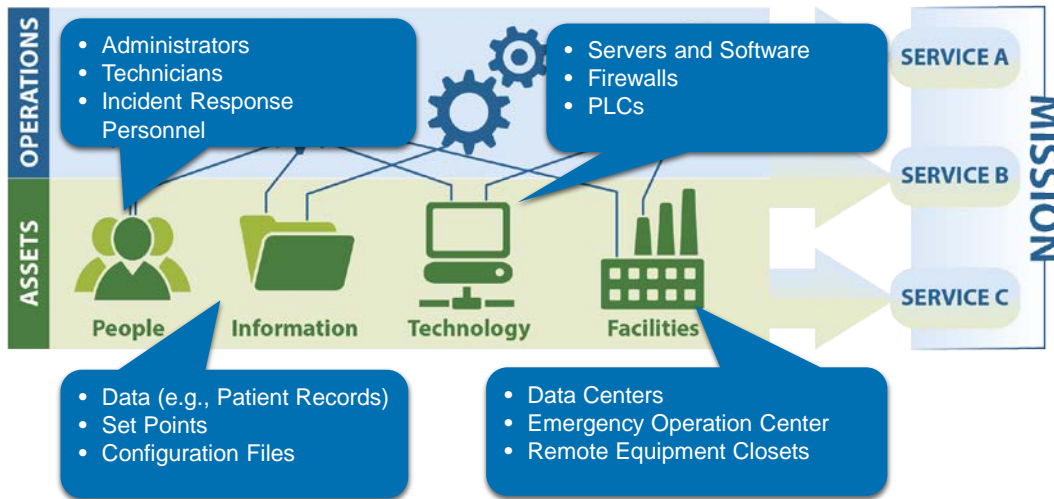 OPERATIONS
• Administrators
• Technicians
• Incident Response
Personnel
• Servers and Software
• Firewalls
• PLCs
SERVICE A
SERVICE B
SERVICE C
MISSION
ASSETS
People
Information
Technology
Facilities
• Data (e.g., Patient Records)
• Set Points
• Configuration Files
• Data Centers
• Emergency Operation Center
• Remote Equipment Closets